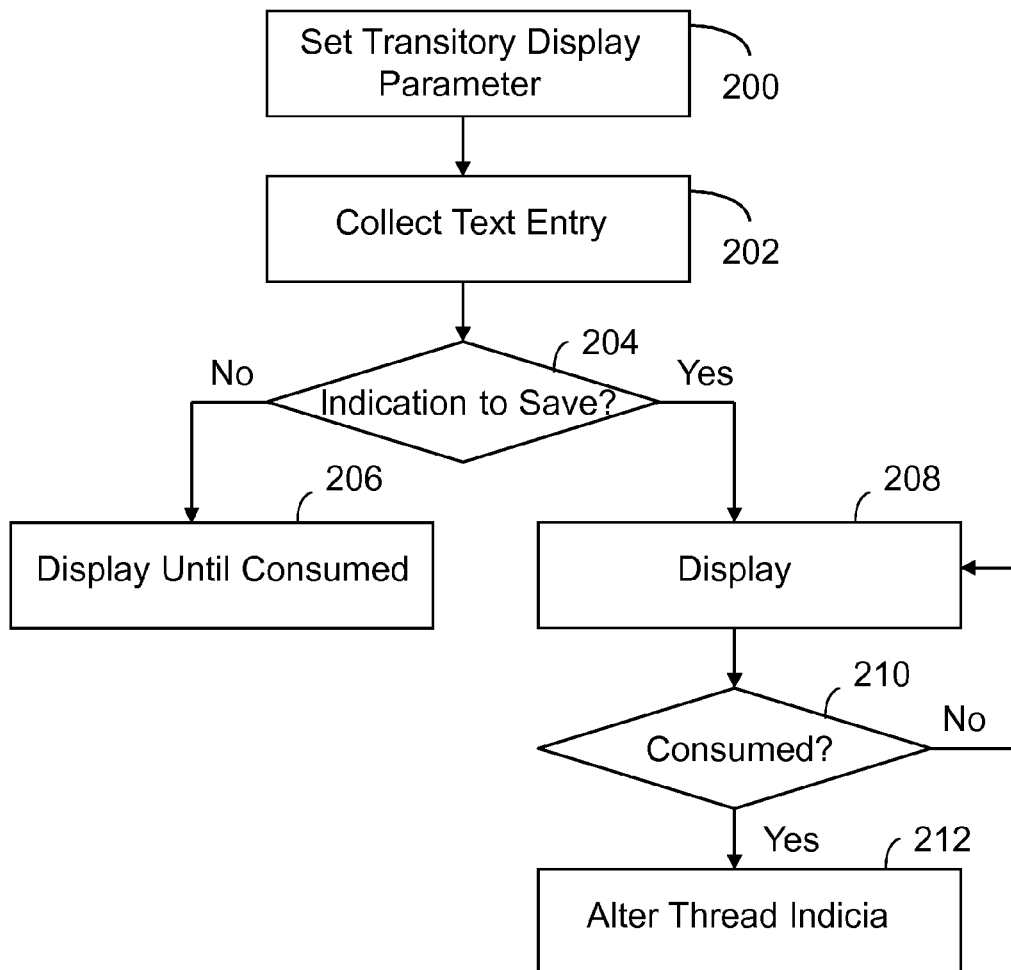 Set Transitory Display
Parameter
200
Collect Text Entry
202
204
No
Yes
Indication to Save?
206
208
Display Until Consumed
Display
210
No
Consumed?
Yes
212
Alter Thread Indicia